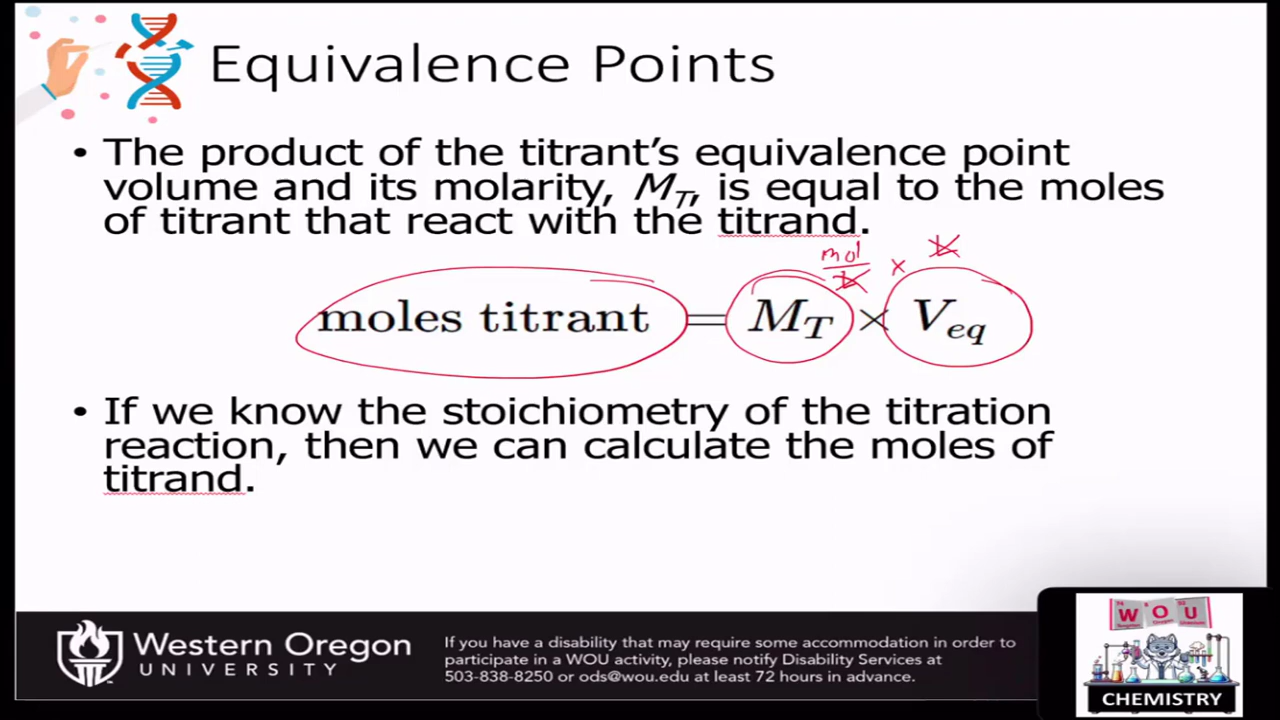 Equivalence Points
• The product of the titrant's equivalence point
volume and its molarity, M_T, is equal to the moles
of titrant that react with the titrand.
mol/L × L
moles titrant = M_T × V_eq
• If we know the stoichiometry of the titration
reaction, then we can calculate the moles of
titrand.
Western Oregon
UNIVERSITY
If you have a disability that may require some accommodation in order to
participate in a WOU activity, please notify Disability Services at
503-838-8250 or ods@wou.edu at least 72 hours in advance.
W O U
CHEMISTRY